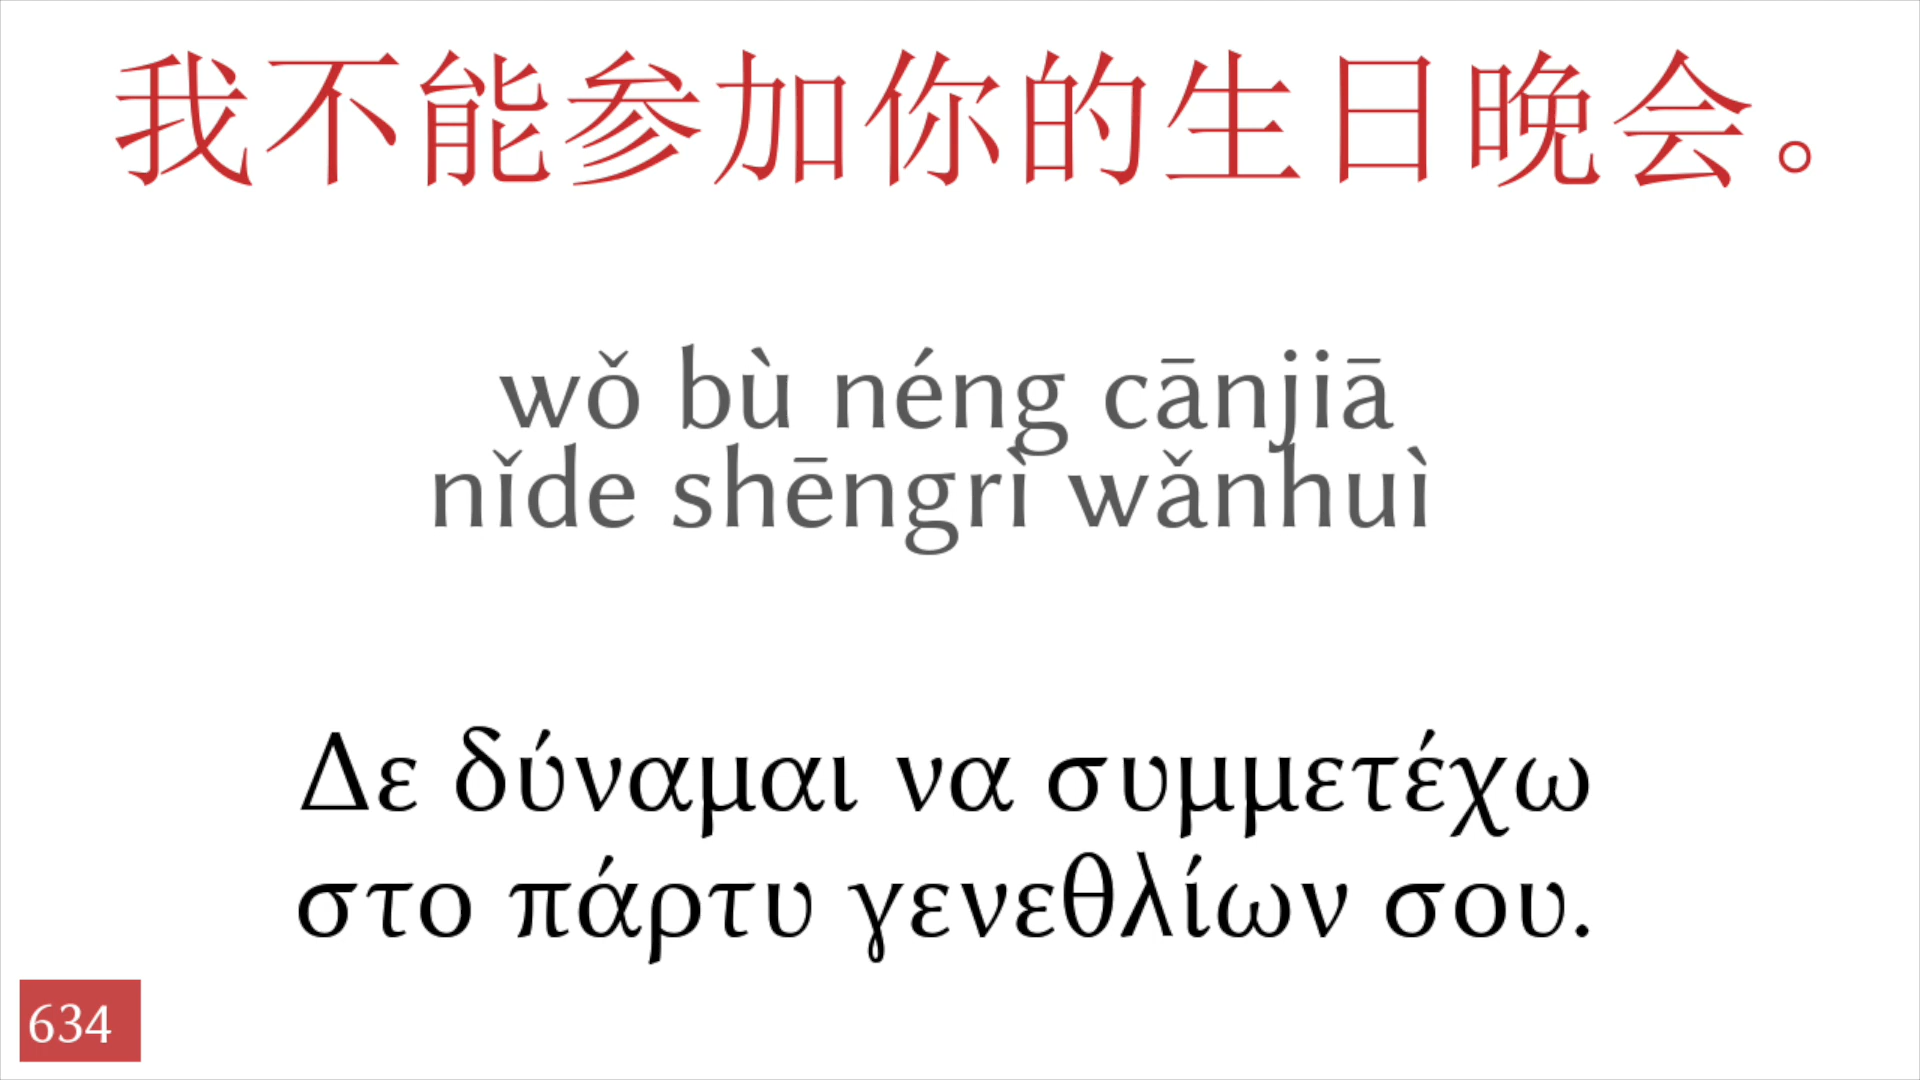 我不能参加你的生日晚会。
wǒ bù néng cānjiā
nǐde shēngrì wǎnhuì
Δε δύναμαι να συμμετέχω
στο πάρτυ γενεθλίων σου.
634